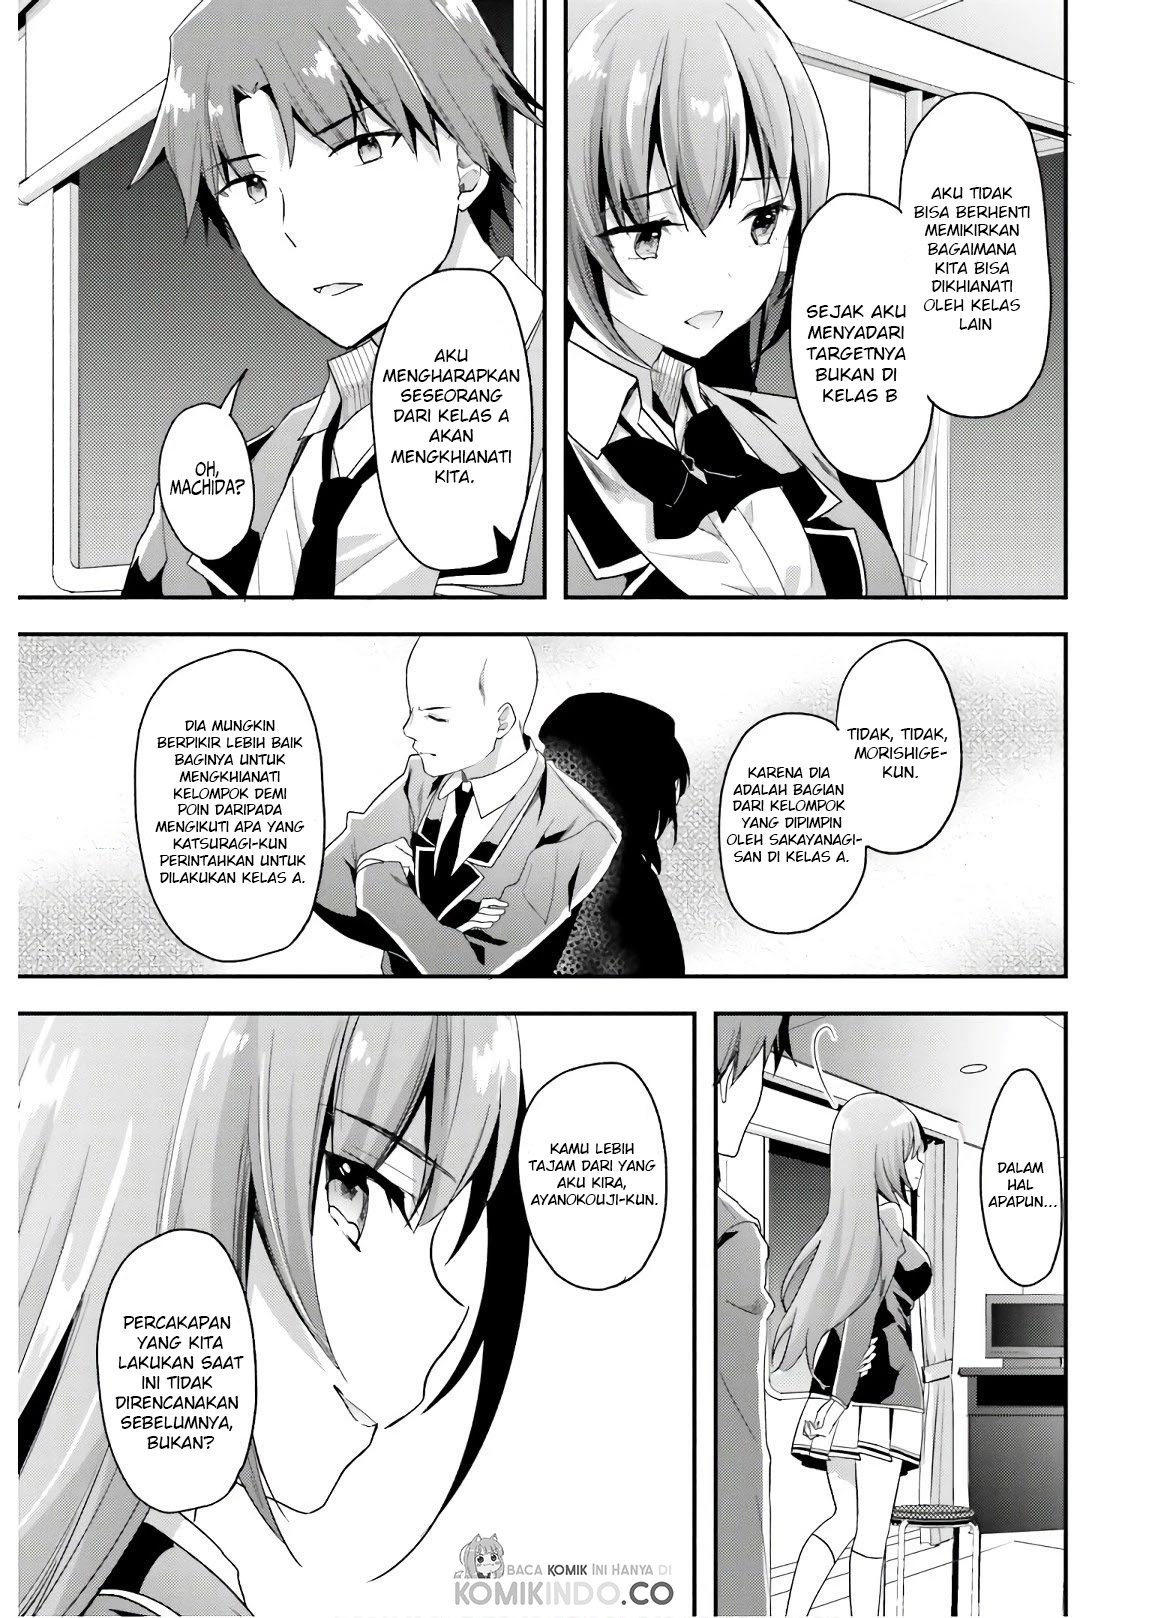 AKU TIDAK
BISA BERHENTI
MEMIKIRKAN
BAGAIMANA
KITA BISA
DIKHIANATI
OLEH KELAS
LAIN
SEJAK AKU
MENYADARI
TARGETNYA
BUKAN DI
KELAS B
AKU
MENGHARAPKAN
SESEORANG
DARI KELAS A
AKAN
MENGKHIANATI
KITA.
OH,
MACHIDA?
TIDAK, TIDAK,
MORISHIGE-
KUN.
KARENA DIA
ADALAH BAGIAN
DARI KELOMPOK
YANG DIPIMPIN
OLEH SAKAYANAGI-
SAN DI KELAS A.
DIA MUNGKIN
BERPIKIR LEBIH BAIK
BAGINYA UNTUK
MENGKHIANATI
KELOMPOK DEMI
POIN DARIPADA
MENGIKUTI APA YANG
KATSURAGI-KUN
PERINTAHKAN UNTUK
DILAKUKAN KELAS A.
DALAM
HAL
APAPUN...
KAMU LEBIH
TAJAM DARI YANG
AKU KIRA,
AYANOKOUJI-KUN.
PERCAKAPAN
YANG KITA
LAKUKAN SAAT
INI TIDAK
DIRENCANAKAN
SEBELUMNYA,
BUKAN?
BACA KOMIK INI HANYA DI
KOMIKINDO.CO